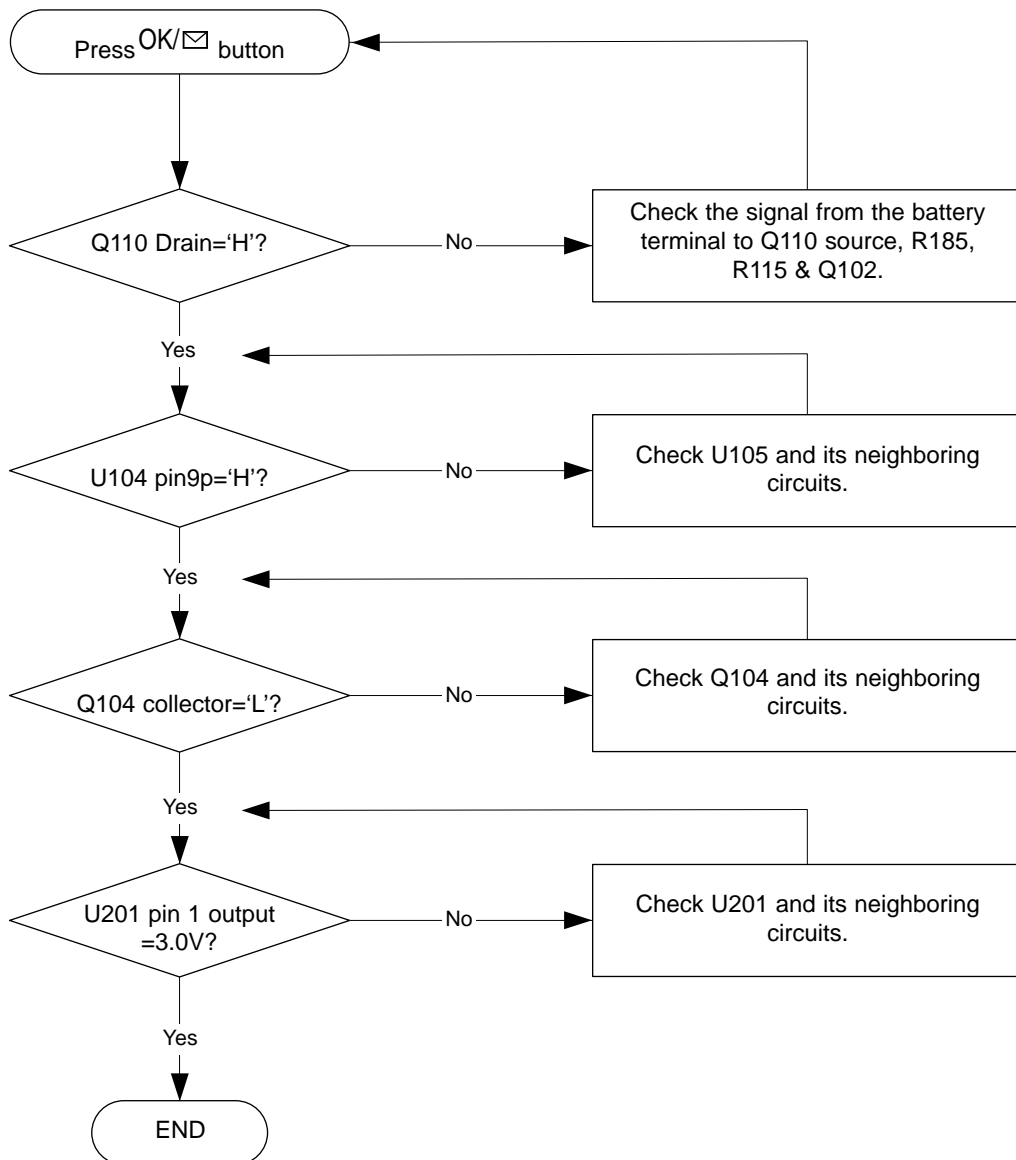 Press OK/✉ button
Q110 Drain=‘H’?
No
Check the signal from the battery
terminal to Q110 source, R185,
R115 & Q102.
Yes
U104 pin9p=‘H’?
No
Check U105 and its neighboring
circuits.
Yes
Q104 collector=‘L’?
No
Check Q104 and its neighboring
circuits.
Yes
U201 pin 1 output
=3.0V?
No
Check U201 and its neighboring
circuits.
Yes
END